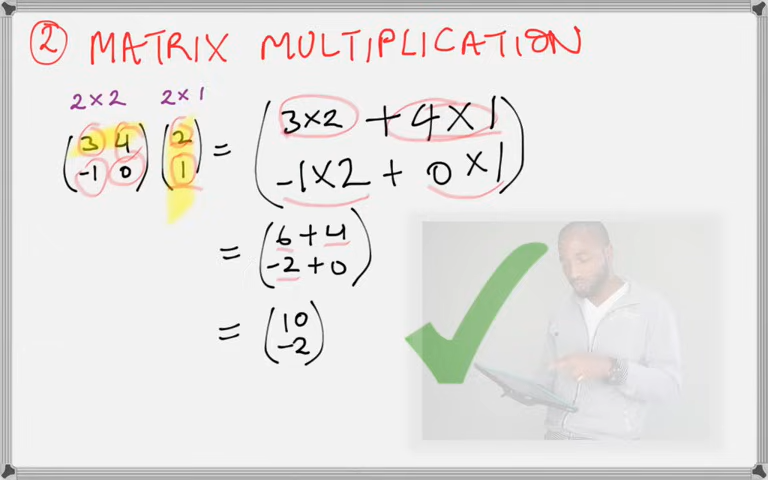 2 MATRIX MULTIPLICATION
2×2 2×1
(3 4) (2) = (3×2 + 4×1)
(-1 0) (1) (-1×2 + 0×1)
= (6+4)
(-2+0)
= (10)
(-2)